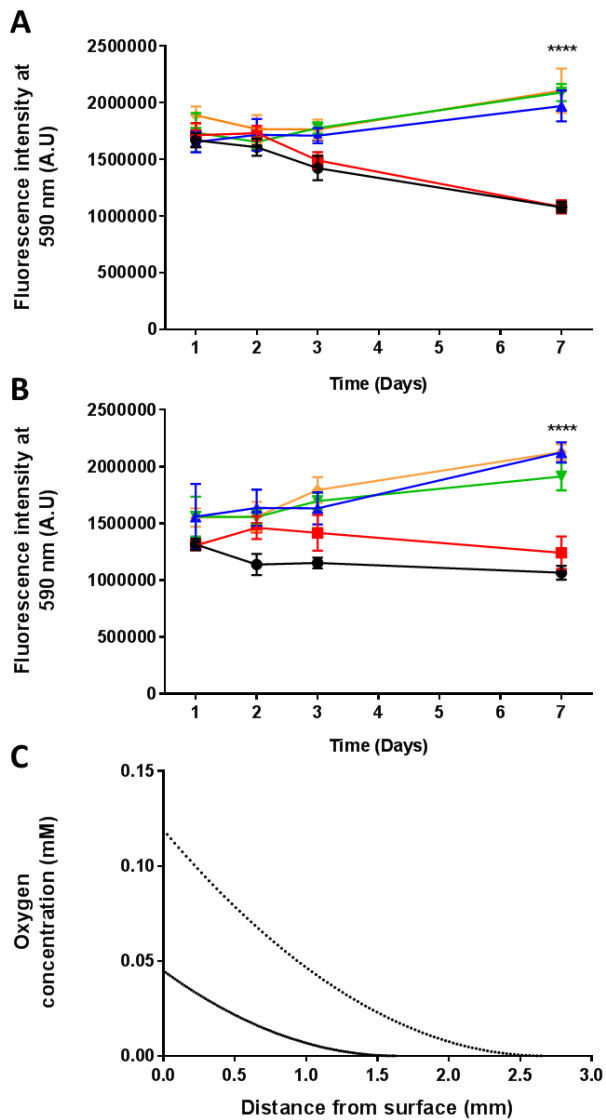 A
Fluorescence intensity at
590 nm (A.U)
2500000
2000000
1500000
1000000
500000
0
****
1 2 3 4 5 6 7
Time (Days)
B
Fluorescence intensity at
590 nm (A.U)
2500000
2000000
1500000
1000000
500000
0
****
1 2 3 4 5 6 7
Time (Days)
C
Oxygen
concentration (mM)
0.15
0.10
0.05
0.00
0.0 0.5 1.0 1.5 2.0 2.5 3.0
Distance from surface (mm)